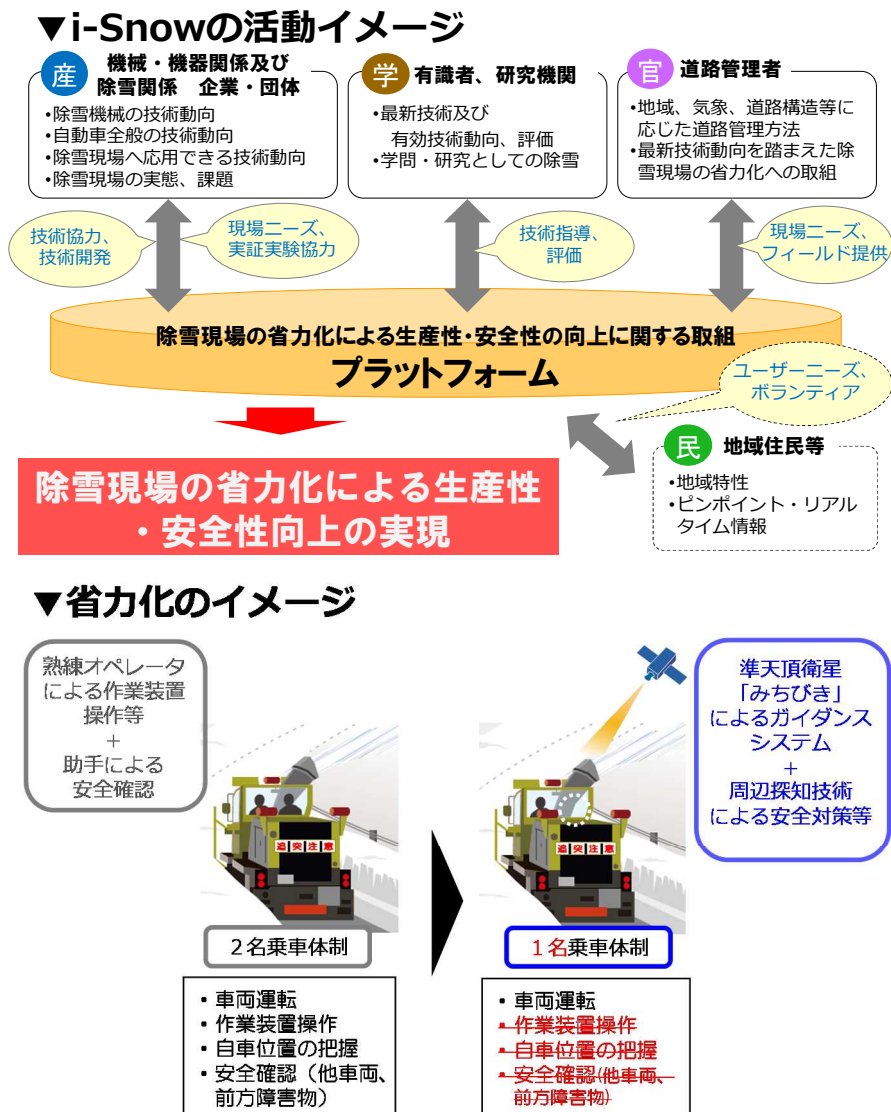 ▼i-Snowの活動イメージ
産
機械・機器関係及び
除雪関係　企業・団体
•除雪機械の技術動向
•自動車全般の技術動向
•除雪現場へ応用できる技術動向
•除雪現場の実態、課題
学
有識者、研究機関
•最新技術及び
有効技術動向、評価
•学問・研究としての除雪
官
道路管理者
•地域、気象、道路構造等に
応じた道路管理方法
•最新技術動向を踏まえた除
雪現場の省力化への取組
技術協力、
技術開発
現場ニーズ、
実証実験協力
技術指導、
評価
現場ニーズ、
フィールド提供
除雪現場の省力化による生産性・安全性の向上に関する取組
プラットフォーム
ユーザーニーズ、
ボランティア
民
地域住民等
•地域特性
•ピンポイント・リアル
タイム情報
除雪現場の省力化による生産性
・安全性向上の実現
▼省力化のイメージ
熟練オペレータ
による作業装置
操作等
+
助手による
安全確認
追突注意
２名乗車体制
・車両運転
・作業装置操作
・自車位置の把握
・安全確認（他車両、
前方障害物）
準天頂衛星
「みちびき」
によるガイダンス
システム
+
周辺探知技術
による安全対策等
追突注意
１名乗車体制
・車両運転
・作業装置操作
・自車位置の把握
・安全確認(他車両、
前方障害物)